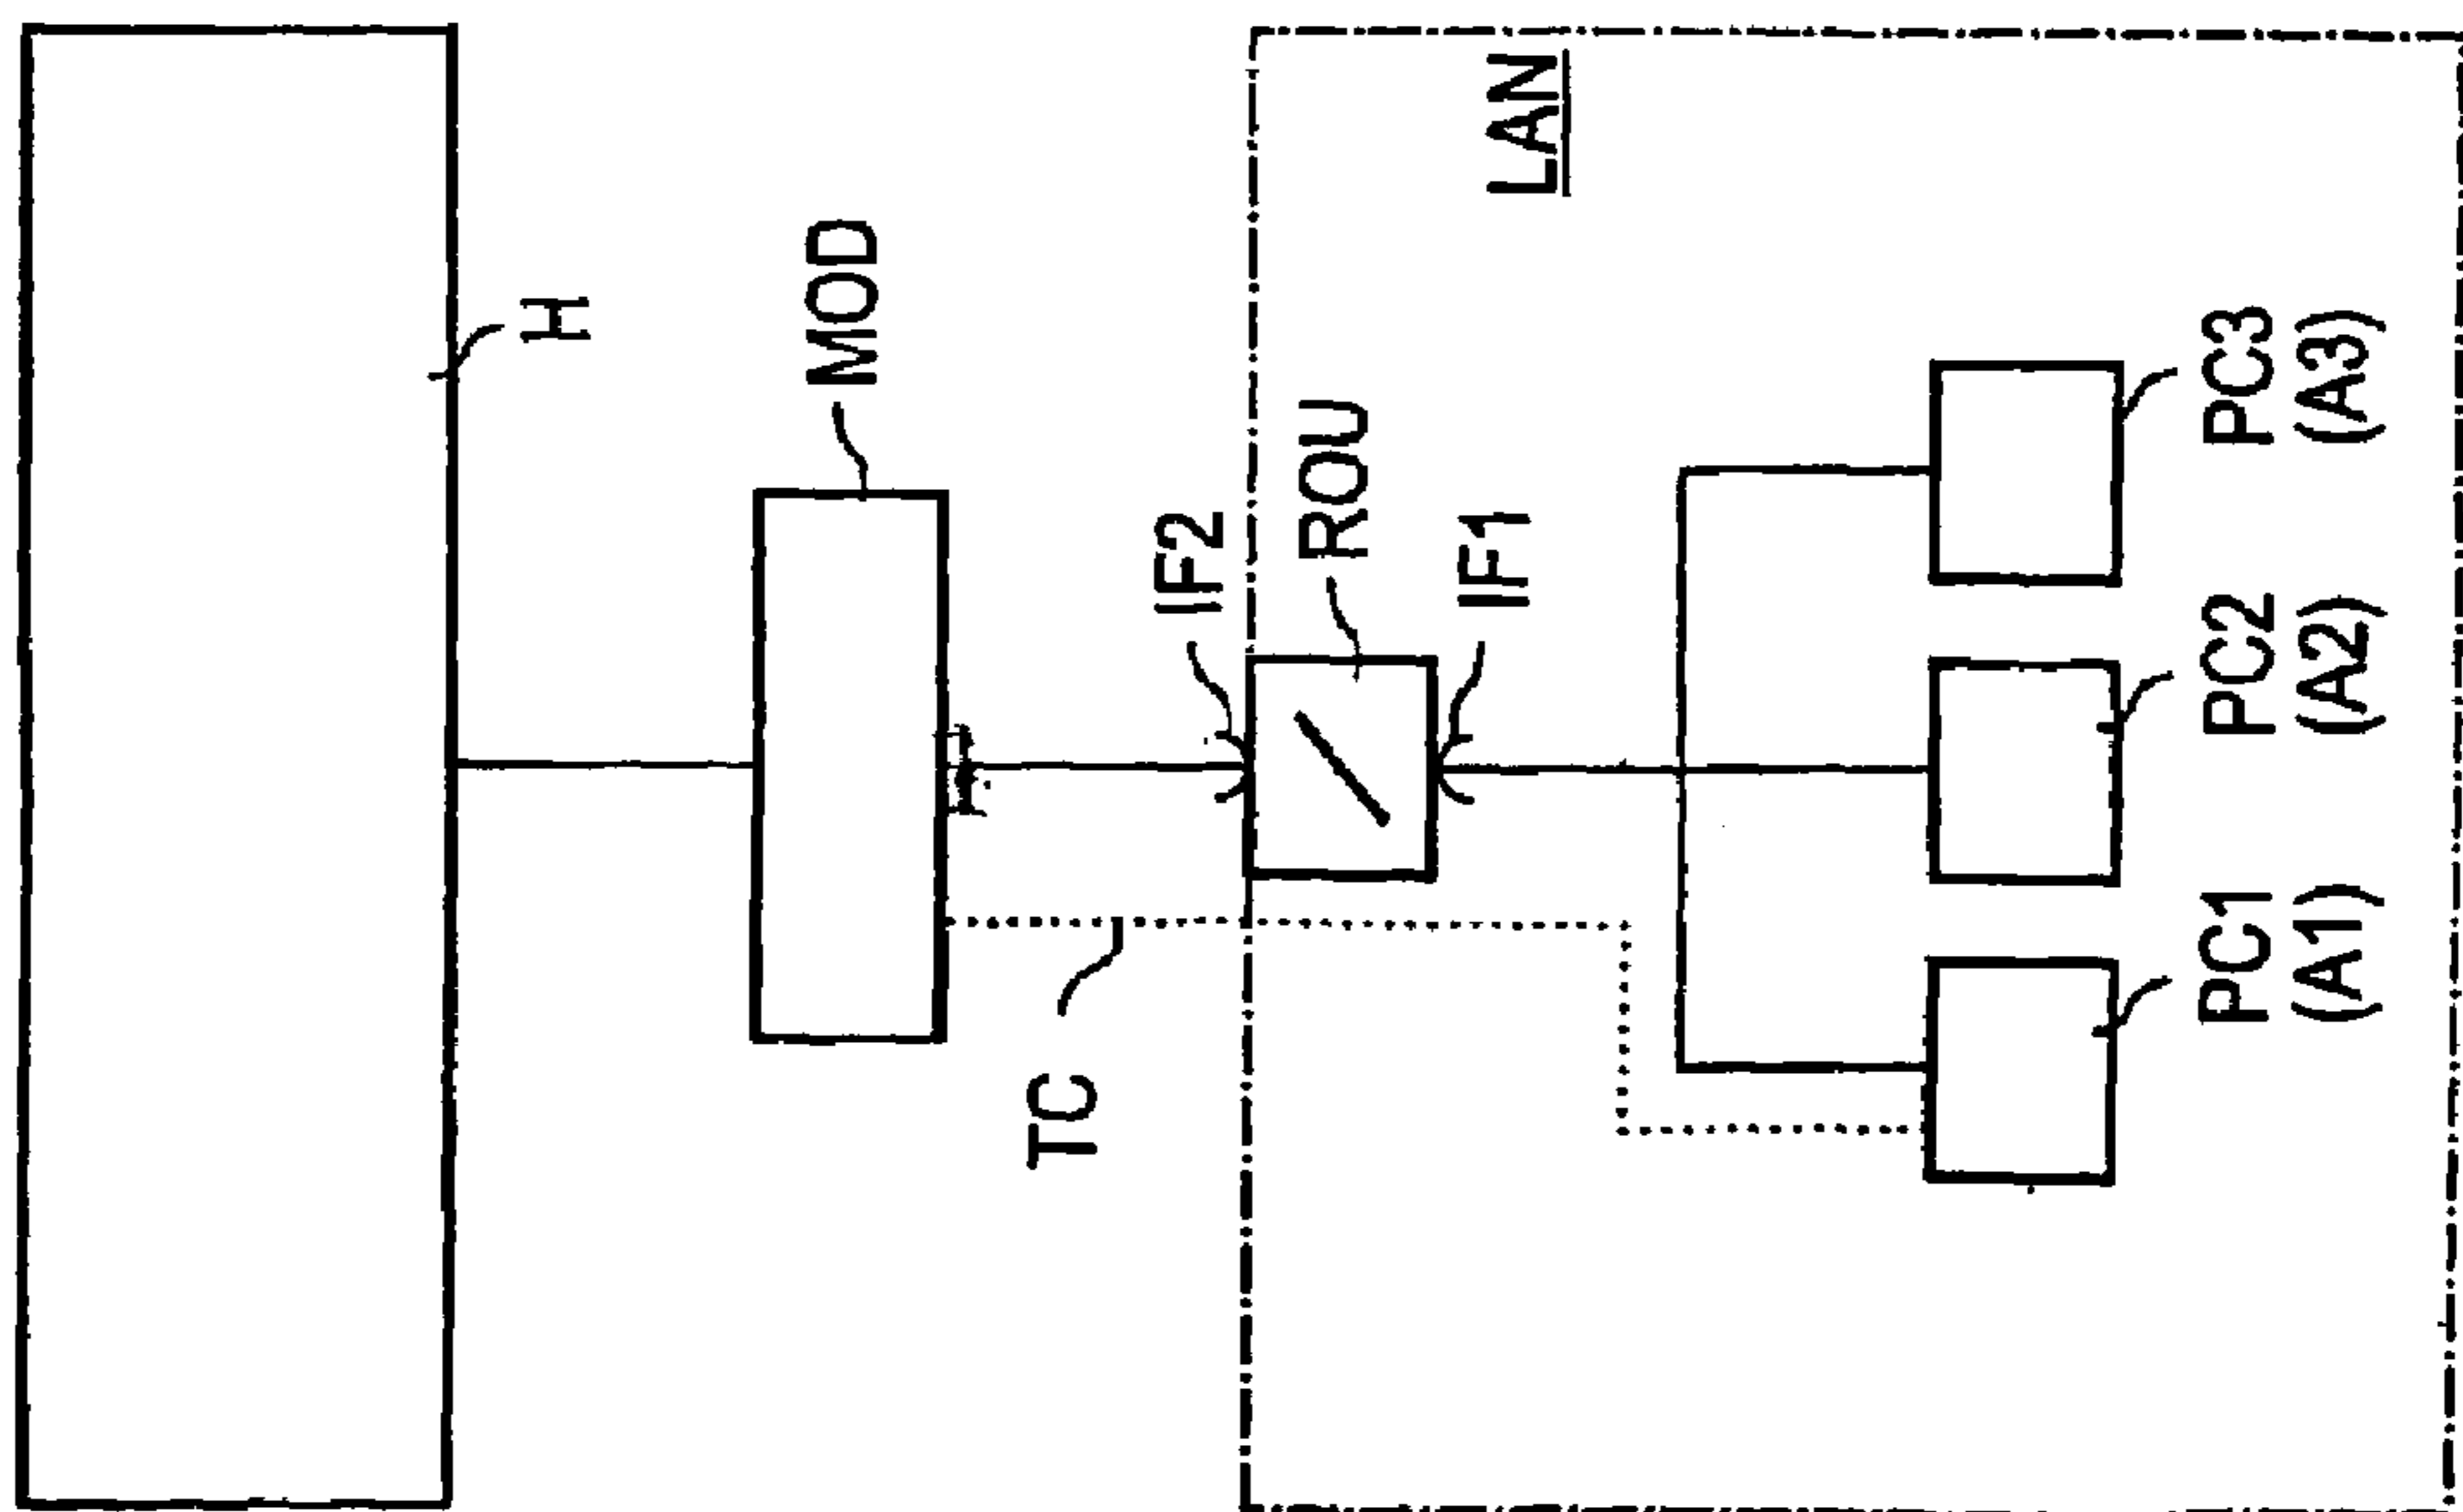 H
MOD
TC
IF2
ROU
IF1
LAN
PC1
(A1)
PC2
(A2)
PC3
(A3)